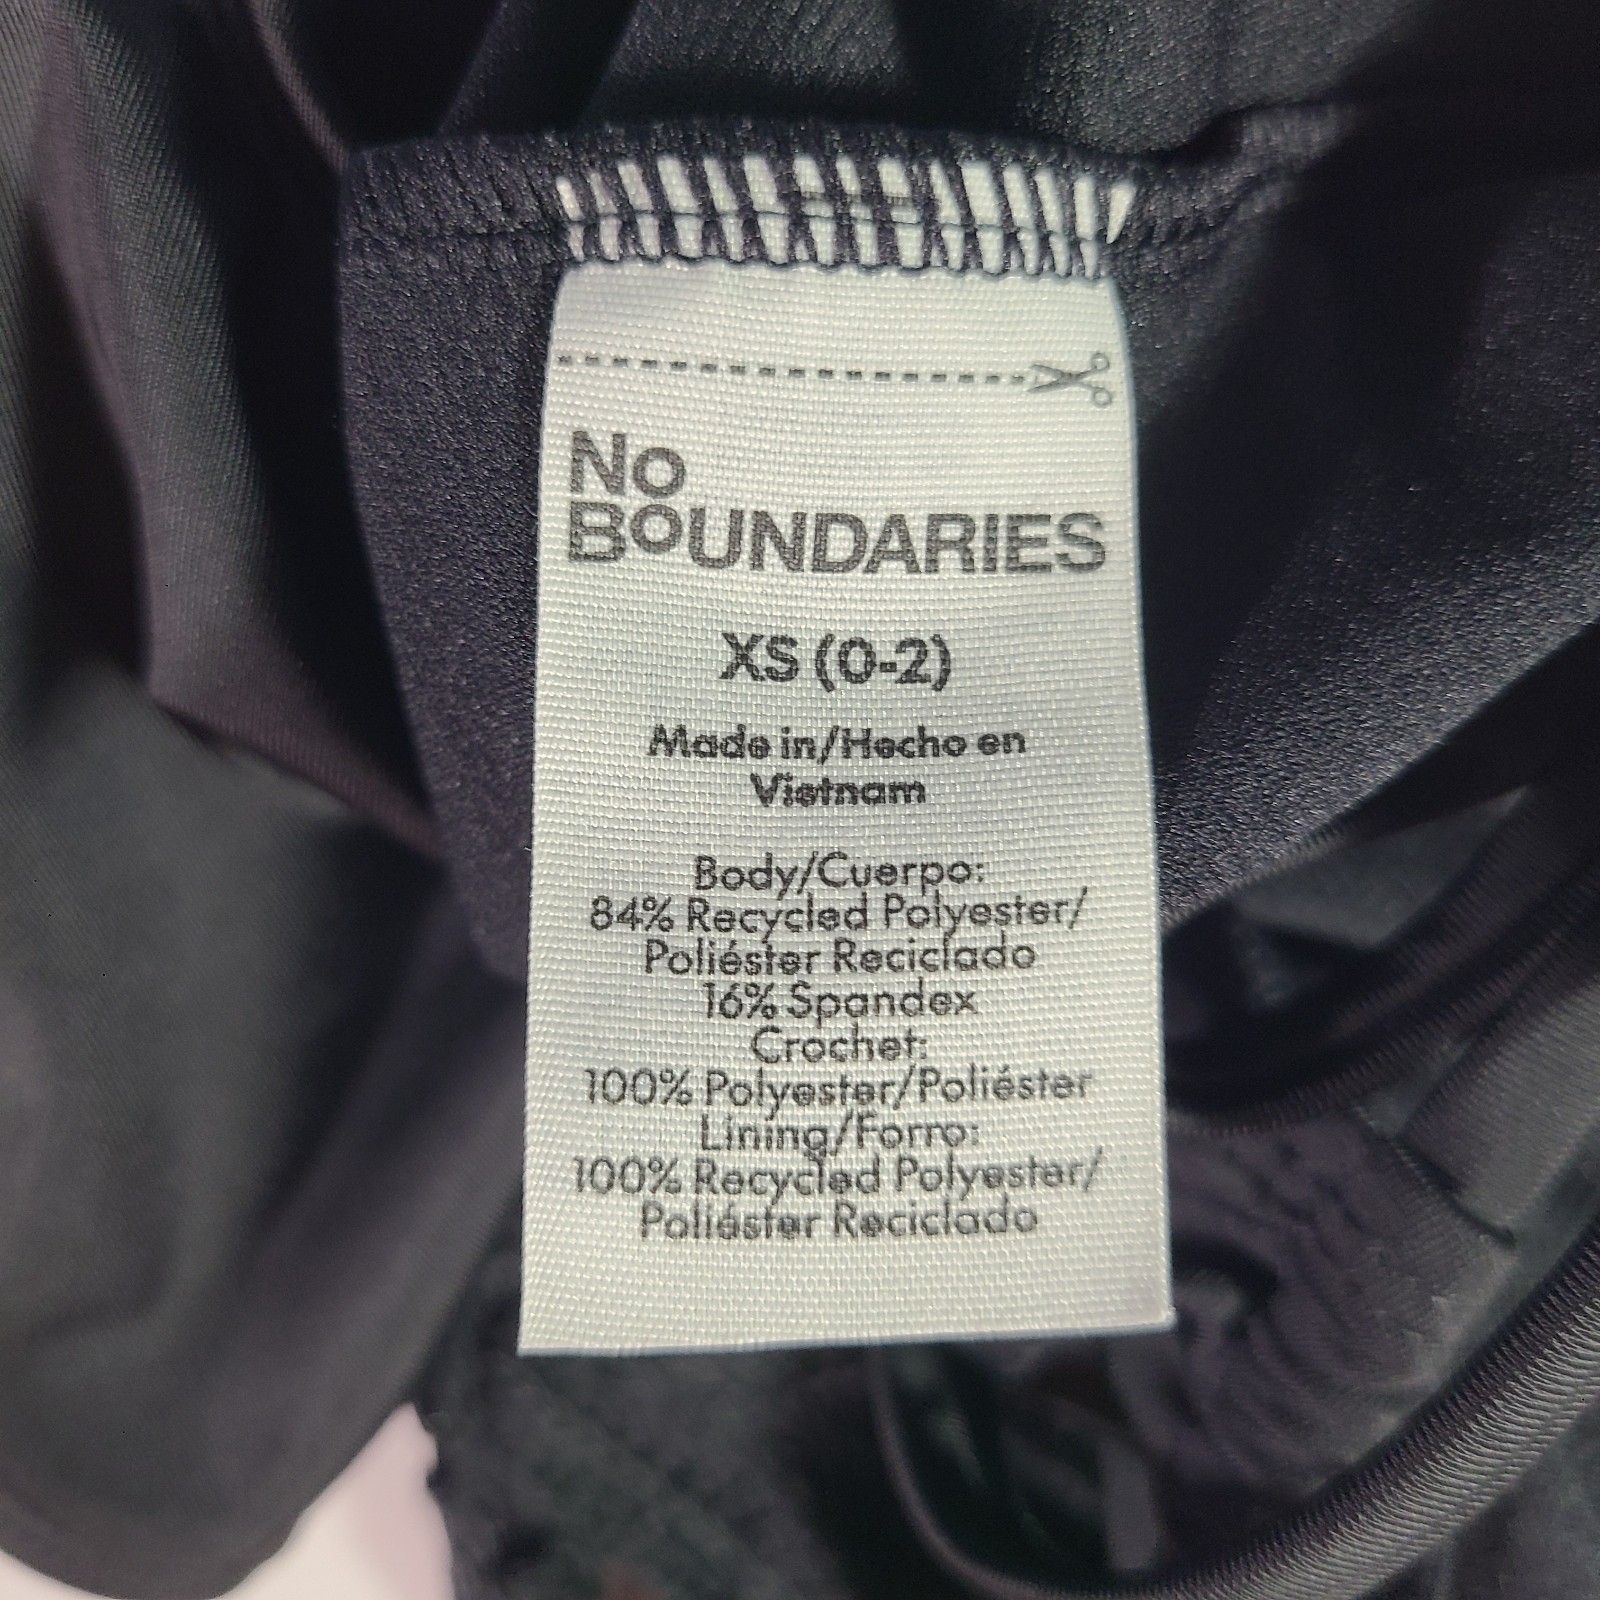 No
BOUNDARIES
XS (0-2)
Made in/Hecho en
Vietnam
Body/Cuerpo:
84% Recycled Polyester/
Poliéster Reciclado
16% Spandex
Crochet:
100% Polyester/Poliéster
Lining/Forro:
100% Recycled Polyester/
Poliéster Reciclado